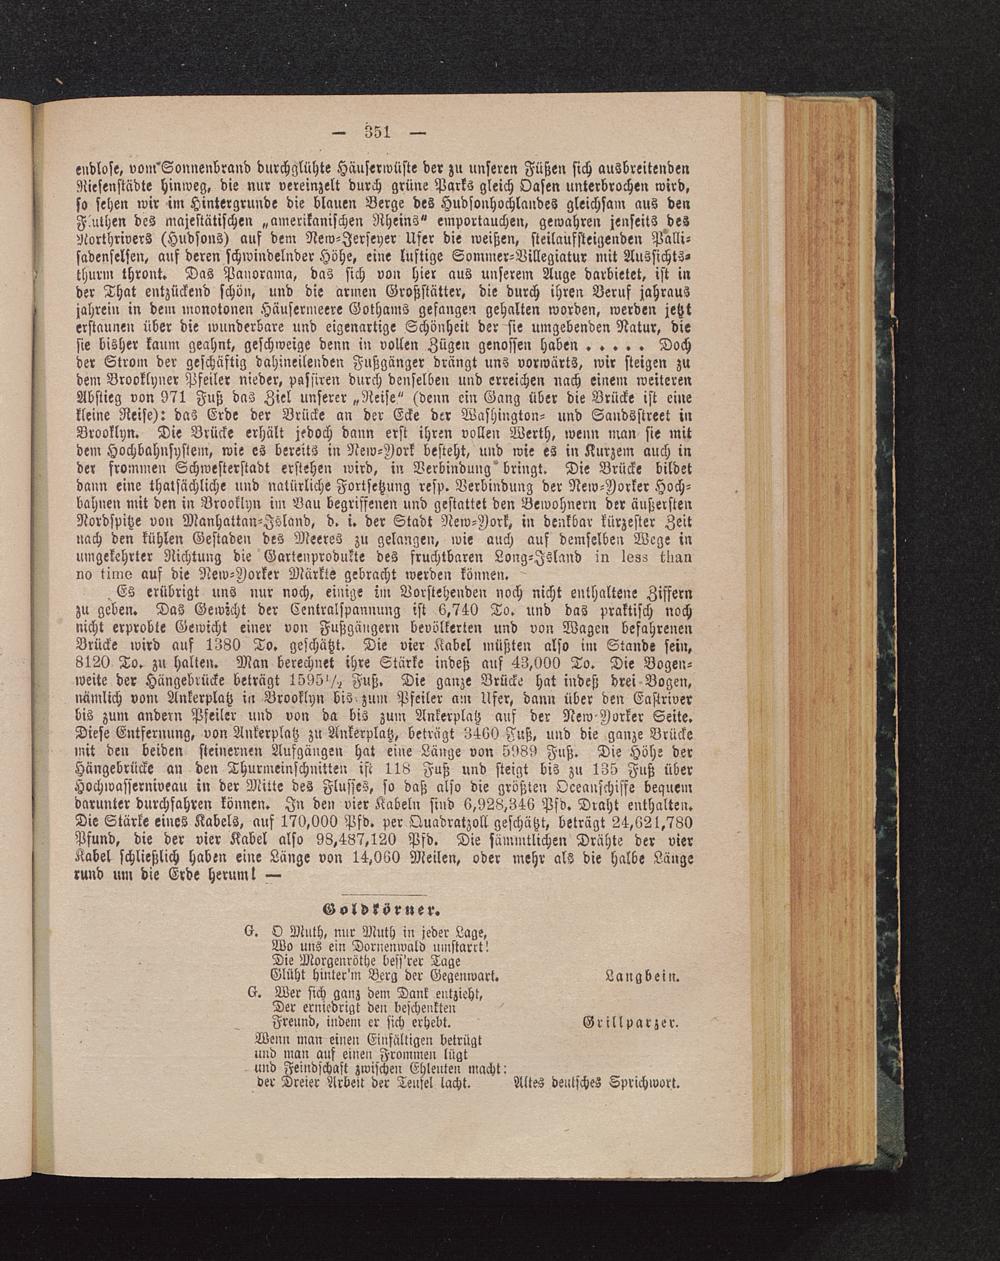 — 351 —
endlose, vom Sonnenbrand durchglühte Häuserwüste der zu unseren Füßen sich ausbreitenden
Riesenstädte hinweg, die nur vereinzelt durch grüne Parks gleich Oasen unterbrochen wird,
so sehen wir im Hintergrunde die blauen Berge des Hudsonhochlandes gleichsam aus den
Fluthen des majestätischen „amerikanischen Rheins“ emportauchen, gewahren jenseits des
Northrivers (Hudsons) auf dem New-Jerseyer Ufer die weißen, steilaufsteigenden Palli-
sadenfelsen, auf deren schwindelnder Höhe, eine luftige Sommer-Villegiatur mit Aussichts-
thurm thront. Das Panorama, das sich von hier aus unserem Auge darbietet, ist in
der That entzückend schön, und die armen Großstätter, die durch ihren Beruf jahraus
jahrein in dem monotonen Häusermeere Gothams gefangen gehalten worden, werden jetzt
erstaunen über die wunderbare und eigenartige Schönheit der sie umgebenden Natur, die
sie bisher kaum geahnt, geschweige denn in vollen Zügen genossen haben . . . . . Doch
der Strom der geschäftig dahineilenden Fußgänger drängt uns vorwärts, wir steigen zu
dem Brooklyner Pfeiler nieder, passiren durch denselben und erreichen nach einem weiteren
Abstieg von 971 Fuß das Ziel unserer „Reise“ (denn ein Gang über die Brücke ist eine
kleine Reise): das Erde der Brücke an der Ecke der Washington- und Sandsstreet in
Brooklyn. Die Brücke erhält jedoch dann erst ihren vollen Werth, wenn man sie mit
dem Hochbahnsystem, wie es bereits in New-York besteht, und wie es in Kurzem auch in
der frommen Schwesterstadt erstehen wird, in Verbindung bringt. Die Brücke bildet
dann eine thatsächliche und natürliche Fortsetzung resp. Verbindung der New-Yorker Hoch-
bahnen mit den in Brooklyn im Bau begriffenen und gestattet den Bewohnern der äußersten
Nordspitze von Manhattan-Island, d. i. der Stadt New-York, in denkbar kürzester Zeit
nach den kühlen Gestaden des Meeres zu gelangen, wie auch auf demselben Wege in
umgekehrter Richtung die Gartenprodukte des fruchtbaren Long-Island in less than
no time auf die New-Yorker Märkte gebracht werden können.
Es erübrigt uns nur noch, einige im Vorstehenden noch nicht enthaltene Ziffern
zu geben. Das Gewicht der Centralspannung ist 6,740 To. und das praktisch noch
nicht erprobte Gewicht einer von Fußgängern bevölkerten und von Wagen befahrenen
Brücke wird auf 1380 To. geschätzt. Die vier Kabel müßten also im Stande sein,
8120 To. zu halten. Man berechnet ihre Stärke indeß auf 43,000 To. Die Bogen-
weite der Hängebrücke beträgt 1595½ Fuß. Die ganze Brücke hat indeß drei Bogen,
nämlich vom Ankerplatz in Brooklyn bis zum Pfeiler am Ufer, dann über den Eastriver
bis zum andern Pfeiler und von da bis zum Ankerplatz auf der New-Yorker Seite.
Diese Entfernung, von Ankerplatz zu Ankerplatz, beträgt 3460 Fuß, und die ganze Brücke
mit den beiden steinernen Aufgängen hat eine Länge von 5989 Fuß. Die Höhe der
Hängebrücke an den Thurmeinschnitten ist 118 Fuß und steigt bis zu 135 Fuß über
Hochwasserniveau in der Mitte des Flusses, so daß also die größten Oceanschiffe bequem
darunter durchfahren können. In den vier Kabeln sind 6,928,346 Pfd. Draht enthalten.
Die Stärke eines Kabels, auf 170,000 Pfd. per Quadratzoll geschätzt, beträgt 24,621,780
Pfund, die der vier Kabel also 98,487,120 Pfd. Die sämmtlichen Drähte der vier
Kabel schließlich haben eine Länge von 14,060 Meilen, oder mehr als die halbe Länge
rund um die Erde herum! —
Goldkörner.
G. O Muth, nur Muth in jeder Lage,
Wo uns ein Dornenwald umstarrt!
Die Morgenröthe bess'rer Tage
Glüht hinter'm Berg der Gegenwart. Langbein.
G. Wer sich ganz dem Dank entzieht,
Der erniedrigt den beschenkten
Freund, indem er sich erhebt. Grillparzer.
Wenn man einen Einfältigen betrügt
und man auf einen Frommen lügt
und Feindschaft zwischen Ehleuten macht:
der Dreier Arbeit der Teufel lacht. Altes deutsches Sprichwort.